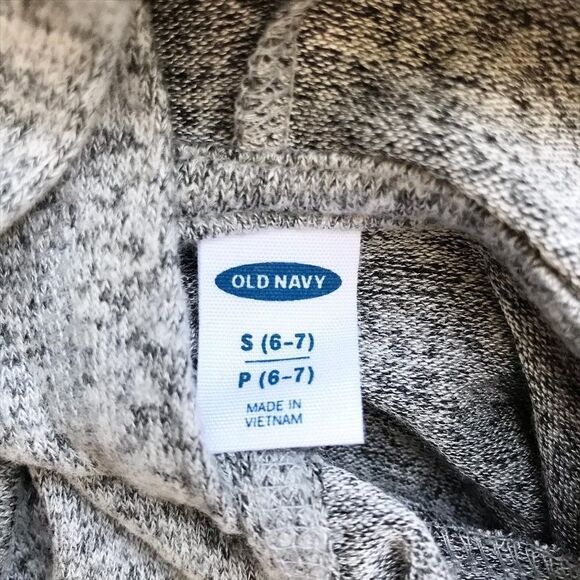 OLD NAVY
S (6-7)
P (6-7)
MADE IN
VIETNAM